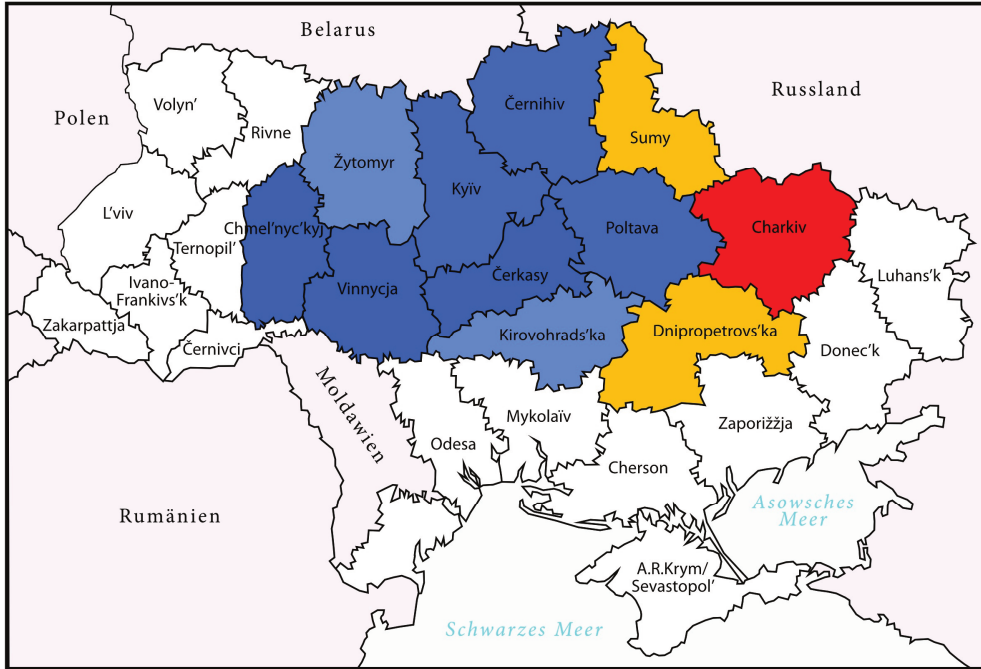 Belarus
Russland
Polen
Volyn'
Rivne
Žytomyr
Černihiv
Sumy
Kyïv
L'viv
Ternopil'
Chmel'nyc'kyj
Poltava
Charkiv
Luhans'k
Ivano-
Frankivs'k
Vinnycja
Čerkasy
Zakarpattja
Černivci
Kirovohrads'ka
Dnipropetrovs'ka
Donec'k
Moldawien
Odesa
Mykolaïv
Zaporižžja
Cherson
Rumänien
Asowsches
Meer
A.R.Krym/
Sevastopol'
Schwarzes Meer